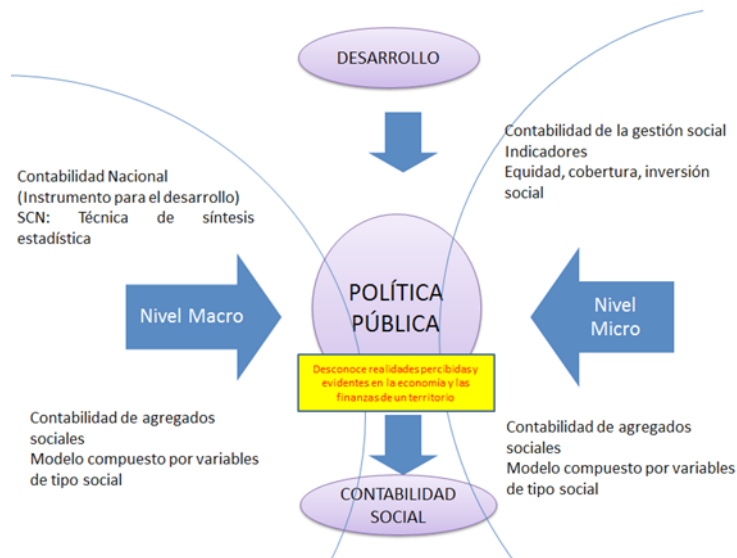 DESARROLLO
Contabilidad de la gestión social
Indicadores
Equidad, cobertura, inversión
social
Contabilidad Nacional
(Instrumento para el desarrollo)
SCN: Técnica de síntesis
estadística
Nivel Macro
POLÍTICA
PÚBLICA
Nivel
Micro
Desconoce realidades percibidas y
evidentes en la economía y las
finanzas de un territorio
Contabilidad de agregados
sociales
Modelo compuesto por variables
de tipo social
Contabilidad de agregados
sociales
Modelo compuesto por variables
de tipo social
CONTABILIDAD
SOCIAL